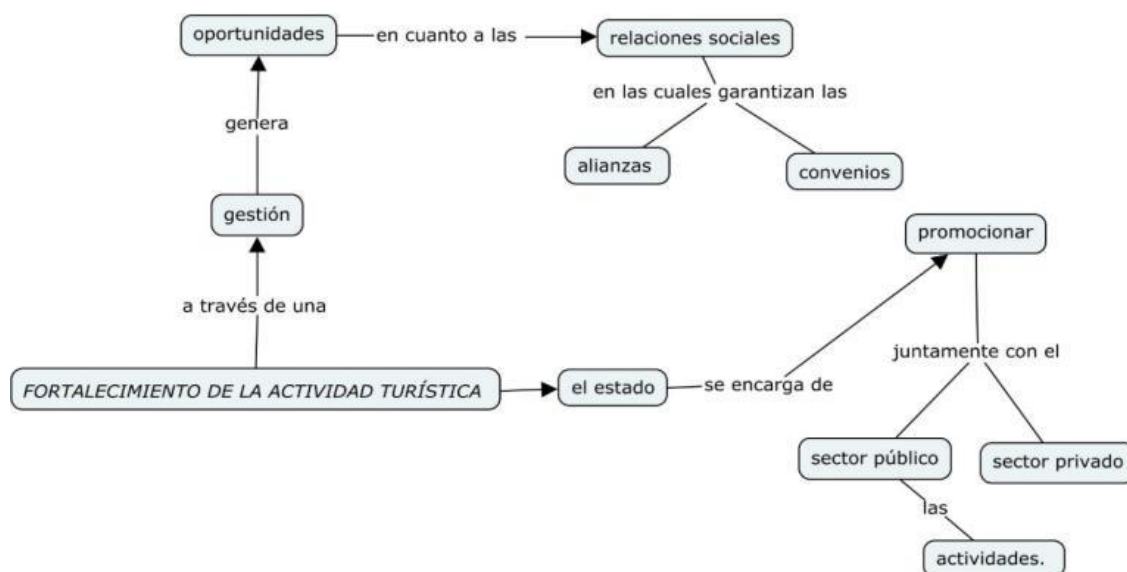 oportunidades
en cuanto a las
relaciones sociales
en las cuales garantizan las
genera
alianzas
convenios
gestión
promocionar
a través de una
juntamente con el
FORTALECIMIENTO DE LA ACTIVIDAD TURÍSTICA
el estado
se encarga de
sector público
sector privado
las
actividades.